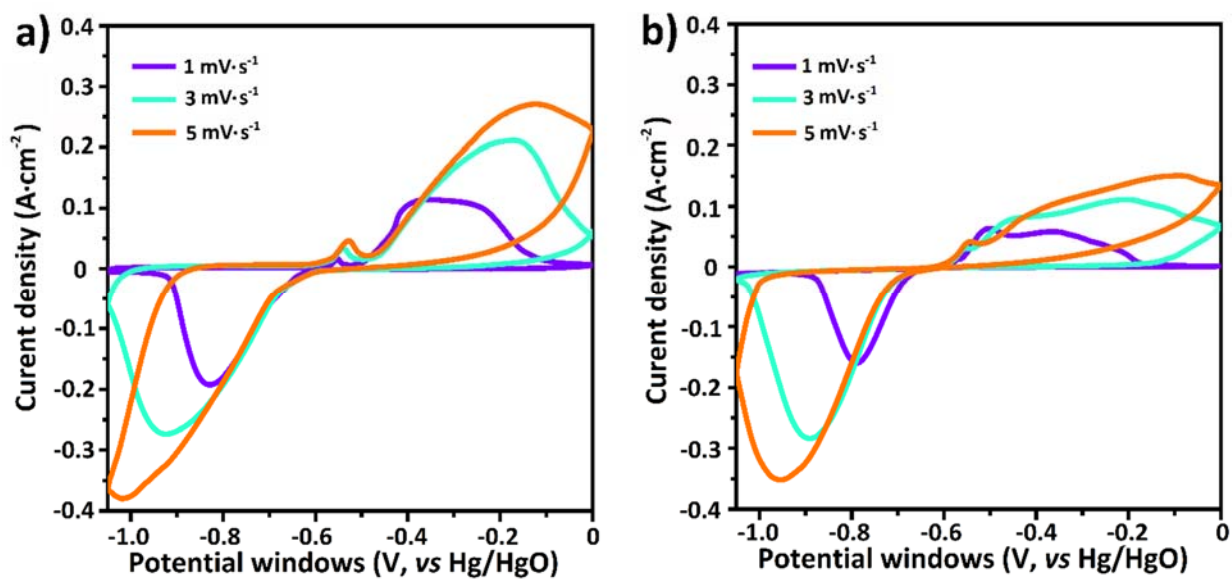 a)
1 mV·s⁻¹
3 mV·s⁻¹
5 mV·s⁻¹
0.4
0.3
0.2
0.1
0
-0.1
-0.2
-0.3
-0.4
Curent density (A·cm⁻²)
-1.0 -0.8 -0.6 -0.4 -0.2 0
Potential windows (V, vs Hg/HgO)
b)
1 mV·s⁻¹
3 mV·s⁻¹
5 mV·s⁻¹
0.4
0.3
0.2
0.1
0
-0.1
-0.2
-0.3
-0.4
Curent density (A·cm⁻²)
-1.0 -0.8 -0.6 -0.4 -0.2 0
Potential windows (V, vs Hg/HgO)